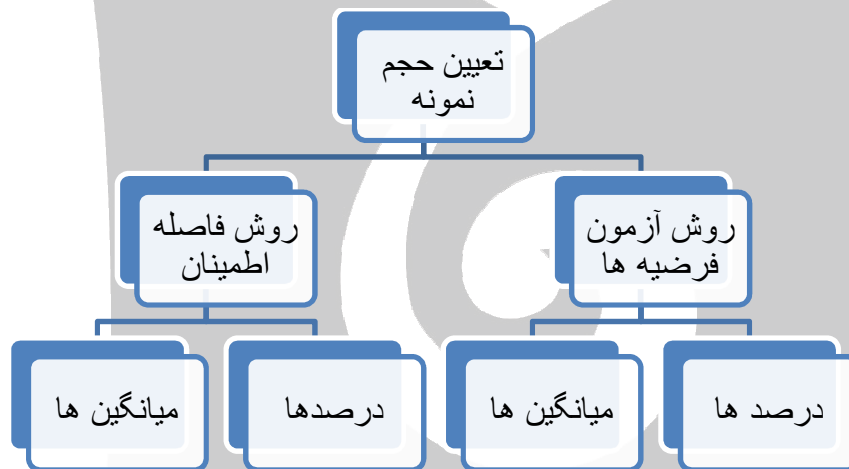 تعیین حجم
نمونه
روش آزمون
فرضیه ها
روش فاصله
اطمینان
درصد ها
میانگین ها
درصدها
میانگین ها